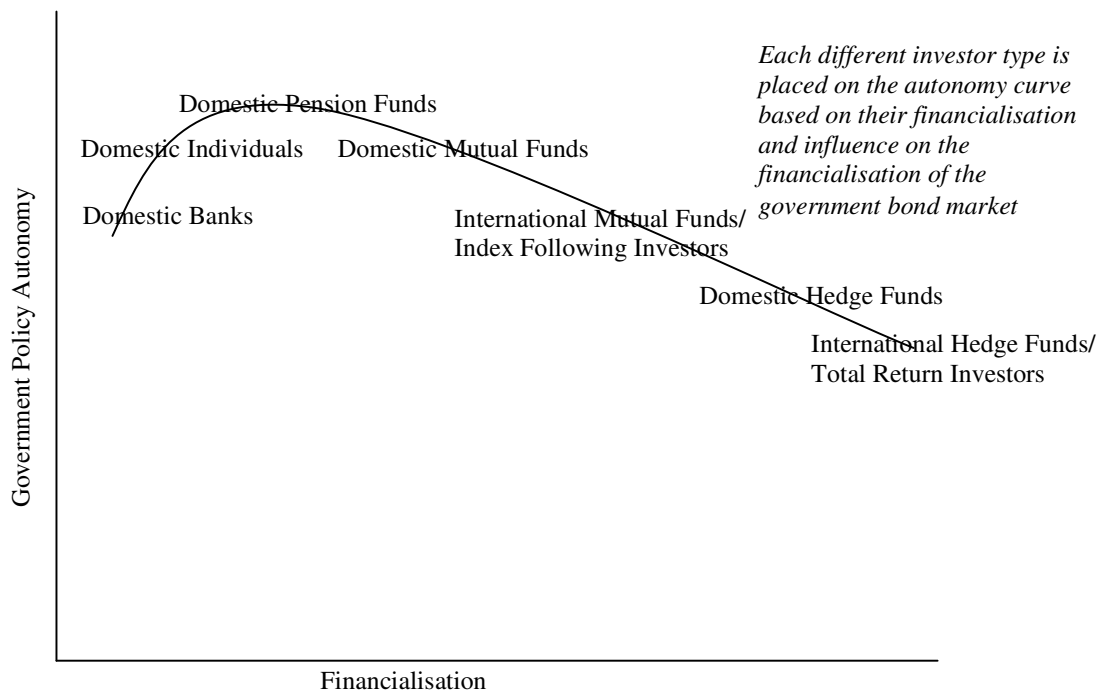 Each different investor type is
placed on the autonomy curve
based on their financialisation
and influence on the
financialisation of the
government bond market
Domestic Pension Funds
Domestic Individuals
Domestic Mutual Funds
Domestic Banks
International Mutual Funds/
Index Following Investors
Domestic Hedge Funds
International Hedge Funds/
Total Return Investors
Government Policy Autonomy
Financialisation